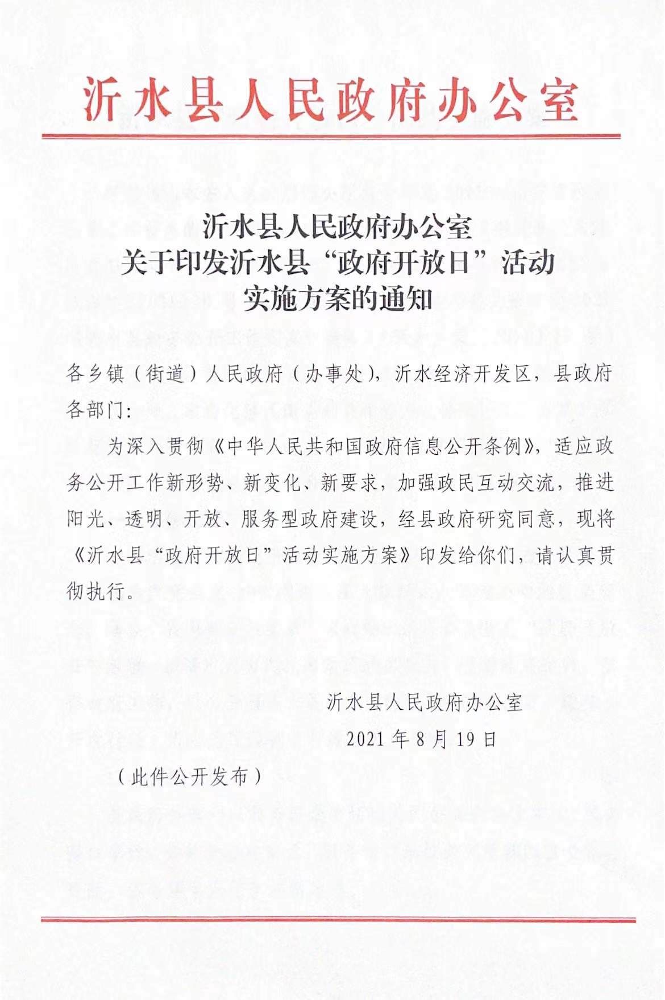 沂水县人民政府办公室
沂水县人民政府办公室
关于印发沂水县“政府开放日”活动
实施方案的通知
各乡镇（街道）人民政府（办事处），沂水经济开发区，县政府
各部门：
为深入贯彻《中华人民共和国政府信息公开条例》，适应政
务公开工作新形势、新变化、新要求，加强政民互动交流，推进
阳光、透明、开放、服务型政府建设，经县政府研究同意，现将
《沂水县“政府开放日”活动实施方案》印发给你们，请认真贯
彻执行。
沂水县人民政府办公室
2021年8月19日
（此件公开发布）